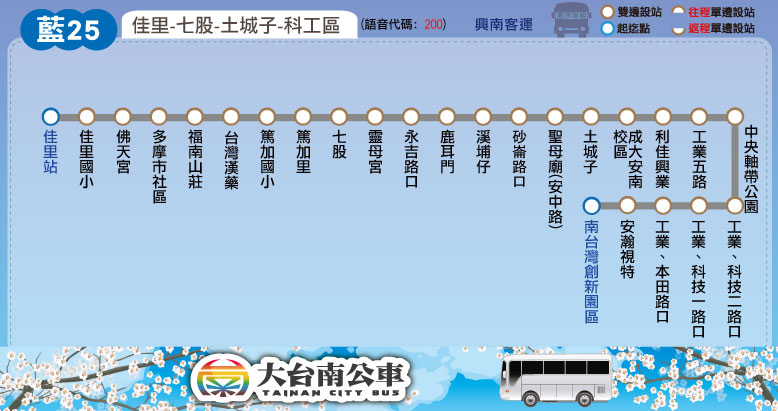 藍25
佳里-七股-土城子-科工區
(語音代碼: 200)
興南客運
雙邊設站
起訖點
往程單邊設站
返程單邊設站
佳里站
佳里國小
佛天宮
多摩市社區
福南山莊
台灣漢藥
篤加國小
篤加里
七股
靈母宮
永吉路口
鹿耳門
溪埔仔
砂崙路口
聖母廟(安中路)
土城子
成大安南校區
利佳興業
工業五路
中央軸帶公園
工業、科技二路口
工業、科技一路口
工業、本田路口
安瀚視特
南台灣創新園區
大台南公車
TAINAN CITY BUS